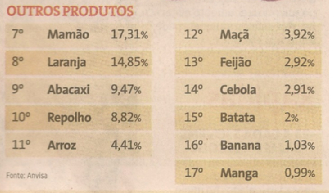 OUTROS PRODUTOS
7º Mamão 17,31%
8º Laranja 14,85%
9º Abacaxi 9,47%
10º Repolho 8,82%
11º Arroz 4,41%
12º Maçã 3,92%
13º Feijão 2,92%
14º Cebola 2,91%
15º Batata 2%
16º Banana 1,03%
17º Manga 0,99%
Fonte: Anvisa